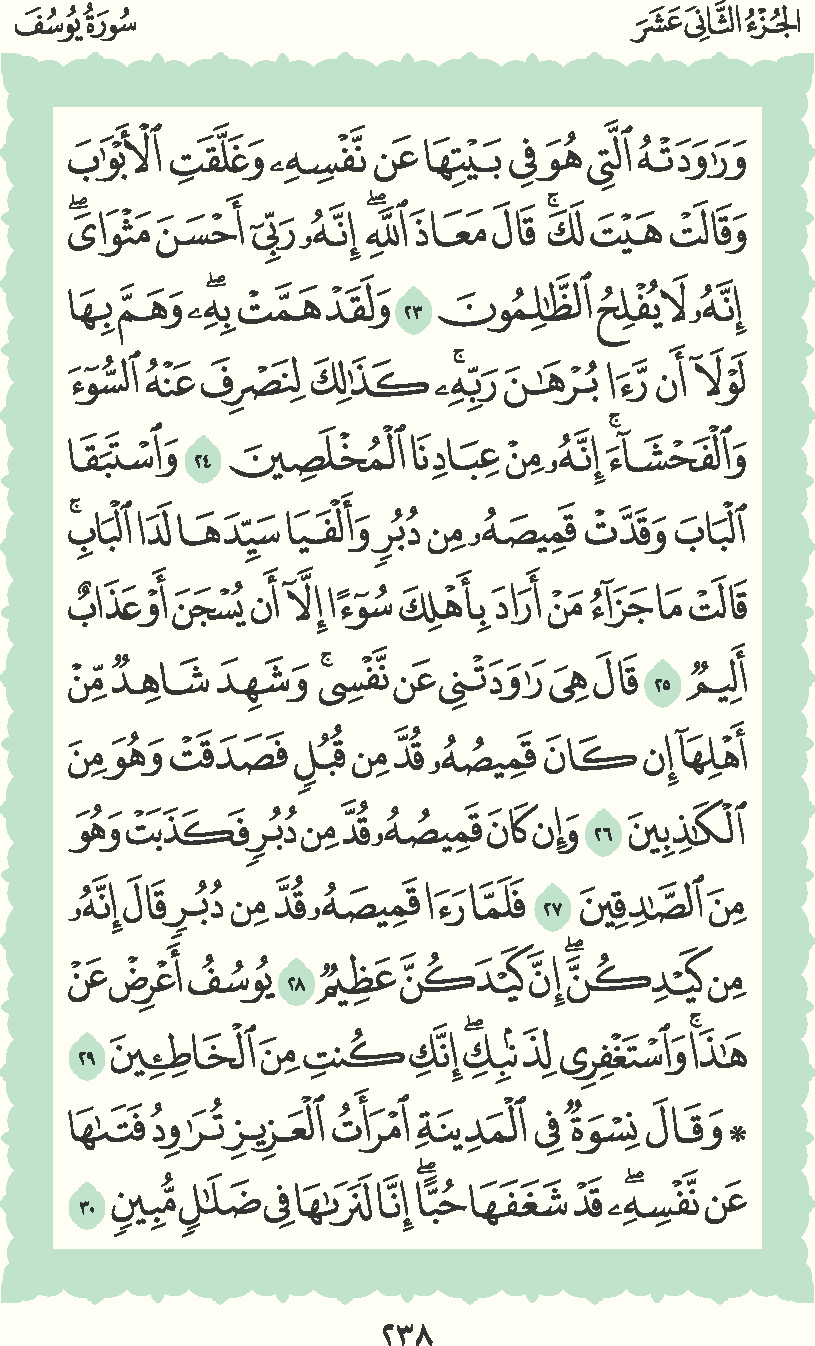 الجُزْءُ الثَّانِيَ عَشَرَ
سُورَةُ يُوسُفَ
وَرَٰوَدَتْهُ ٱلَّتِى هُوَ فِى بَيْتِهَا عَن نَّفْسِهِۦ وَغَلَّقَتِ ٱلْأَبْوَٰبَ
وَقَالَتْ هَيْتَ لَكَ ۚ قَالَ مَعَاذَ ٱللَّهِ ۖ إِنَّهُۥ رَبِّىٓ أَحْسَنَ مَثْوَاىَ ۖ
إِنَّهُۥ لَا يُفْلِحُ ٱلظَّٰلِمُونَ ٢٣ وَلَقَدْ هَمَّتْ بِهِۦ ۖ وَهَمَّ بِهَا
لَوْلَآ أَن رَّءَا بُرْهَٰنَ رَبِّهِۦ ۚ كَذَٰلِكَ لِنَصْرِفَ عَنْهُ ٱلسُّوٓءَ
وَٱلْفَحْشَآءَ ۚ إِنَّهُۥ مِنْ عِبَادِنَا ٱلْمُخْلَصِينَ ٢٤ وَٱسْتَبَقَا
ٱلْبَابَ وَقَدَّتْ قَمِيصَهُۥ مِن دُبُرٍ وَأَلْفَيَا سَيِّدَهَا لَدَا ٱلْبَابِ ۚ
قَالَتْ مَا جَزَآءُ مَنْ أَرَادَ بِأَهْلِكَ سُوٓءًا إِلَّآ أَن يُسْجَنَ أَوْ عَذَابٌ
أَلِيمٌ ٢٥ قَالَ هِىَ رَٰوَدَتْنِى عَن نَّفْسِى ۚ وَشَهِدَ شَاهِدٌ مِّنْ
أَهْلِهَآ إِن كَانَ قَمِيصُهُۥ قُدَّ مِن قُبُلٍ فَصَدَقَتْ وَهُوَ مِنَ
ٱلْكَٰذِبِينَ ٢٦ وَإِن كَانَ قَمِيصُهُۥ قُدَّ مِن دُبُرٍ فَكَذَبَتْ وَهُوَ
مِنَ ٱلصَّٰدِقِينَ ٢٧ فَلَمَّا رَءَا قَمِيصَهُۥ قُدَّ مِن دُبُرٍ قَالَ إِنَّهُۥ
مِن كَيْدِكُنَّ ۖ إِنَّ كَيْدَكُنَّ عَظِيمٌ ٢٨ يُوسُفُ أَعْرِضْ عَنْ
هَٰذَا ۚ وَٱسْتَغْفِرِى لِذَنۢبِكِ ۖ إِنَّكِ كُنتِ مِنَ ٱلْخَاطِـِٔينَ ٢٩
* وَقَالَ نِسْوَةٌ فِى ٱلْمَدِينَةِ ٱمْرَأَتُ ٱلْعَزِيزِ تُرَٰوِدُ فَتَىٰهَا
عَن نَّفْسِهِۦ ۖ قَدْ شَغَفَهَا حُبًّا ۖ إِنَّا لَنَرَىٰهَا فِى ضَلَٰلٍ مُّبِينٍ ٣٠
٢٣٨